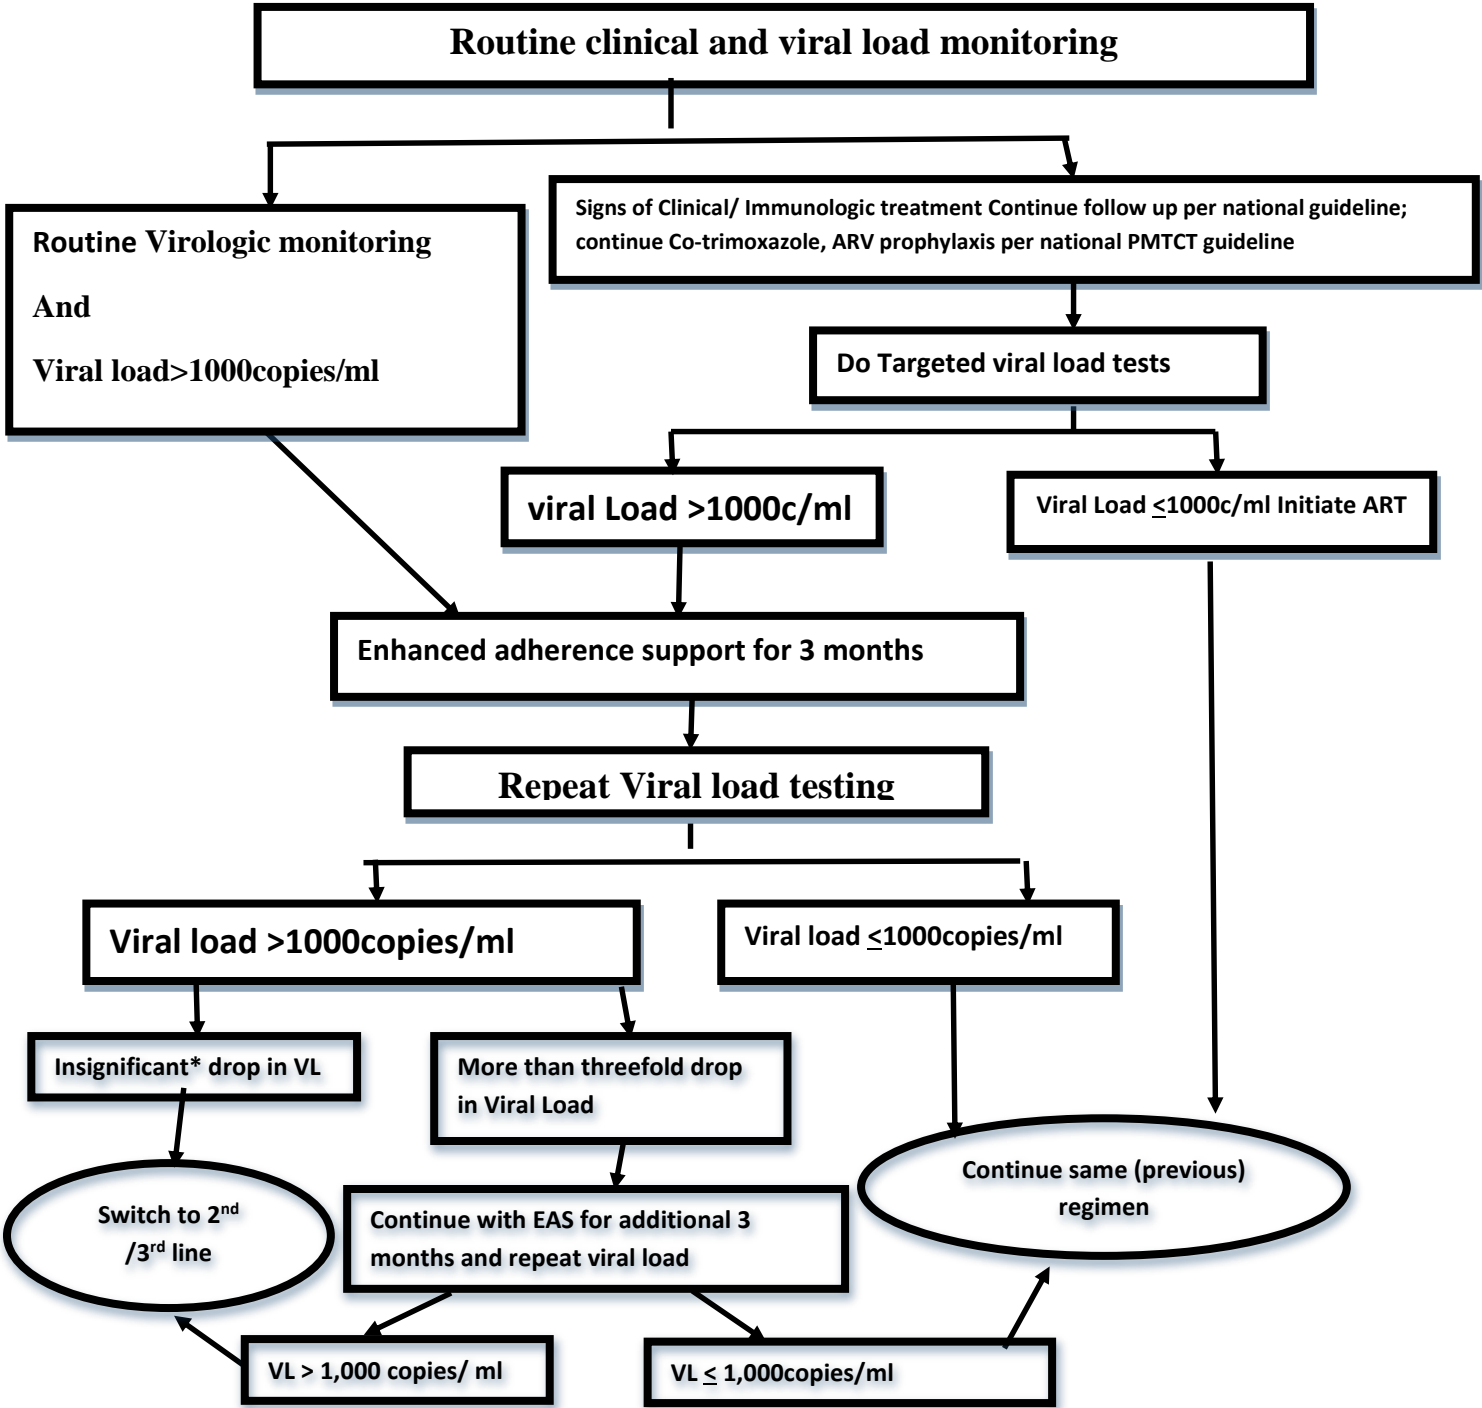 Routine clinical and viral load monitoring
Routine Virologic monitoring
And
Viral load>1000copies/ml
Signs of Clinical/ Immunologic treatment Continue follow up per national guideline;
continue Co-trimoxazole, ARV prophylaxis per national PMTCT guideline
Do Targeted viral load tests
viral Load >1000c/ml
Viral Load ≤1000c/ml Initiate ART
Enhanced adherence support for 3 months
Repeat Viral load testing
Viral load >1000copies/ml
Viral load ≤1000copies/ml
Insignificant* drop in VL
More than threefold drop
in Viral Load
Switch to 2nd
/3rd line
Continue with EAS for additional 3
months and repeat viral load
Continue same (previous)
regimen
VL > 1,000 copies/ ml
VL ≤ 1,000copies/ml